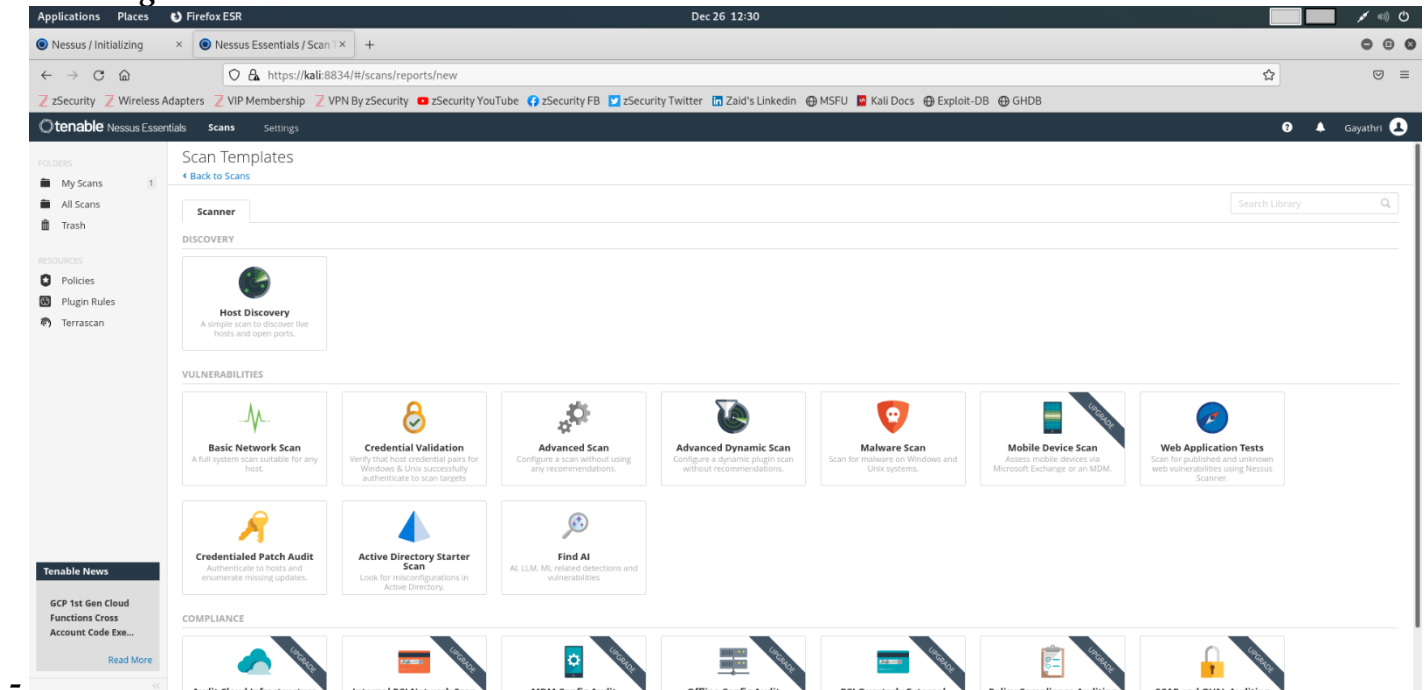 Applications Places Firefox ESR Dec 26 12:30
Nessus / Initializing × Nessus Essentials / Scan T × +
https://kali:8834/#/scans/reports/new
zSecurity Wireless Adapters VIP Membership VPN By zSecurity zSecurity YouTube zSecurity FB zSecurity Twitter Zaid's Linkedin MSFU Kali Docs Exploit-DB GHDB
tenable Nessus Essentials Scans Settings Gayathri
FOLDERS
My Scans 1
All Scans
Trash
RESOURCES
Policies
Plugin Rules
Terrascan
Tenable News
GCP 1st Gen Cloud
Functions Cross
Account Code Exe...
Read More
Scan Templates
Back to Scans
Scanner
Search Library
DISCOVERY
Host Discovery
A simple scan to discover live
hosts and open ports.
VULNERABILITIES
Basic Network Scan
A full system scan suitable for any
host.
Credential Validation
Verify that host credential pairs for
Windows & Unix successfully
authenticate to scan targets
Advanced Scan
Configure a scan without using
any recommendations.
Advanced Dynamic Scan
Configure a dynamic plugin scan
without recommendations.
Malware Scan
Scan for malware on Windows and
Unix systems.
UPGRADE
Mobile Device Scan
Assess mobile devices via
Microsoft Exchange or an MDM.
Web Application Tests
Scan for published and unknown
web vulnerabilities using Nessus
Scanner.
Credentialed Patch Audit
Authenticate to hosts and
enumerate missing updates.
Active Directory Starter
Scan
Look for misconfigurations in
Active Directory.
Find AI
AI, LLM, ML related detections and
vulnerabilities
COMPLIANCE
UPGRADE
UPGRADE
UPGRADE
UPGRADE
UPGRADE
UPGRADE
UPGRADE